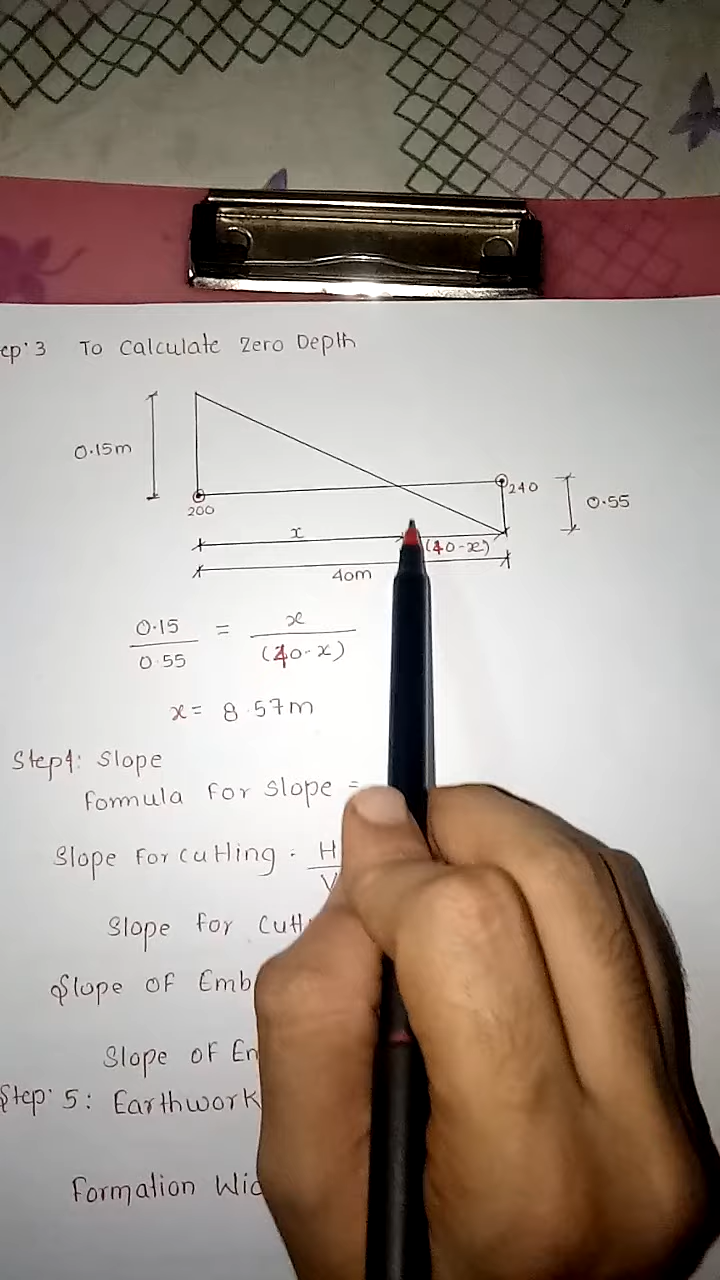 ep:3 To Calculate Zero Depth
0.15m
200
240
0.55
x
(40-x)
40m
0.15 = x
0.55 (40-x)
x = 8.57m
Step4: Slope
Formula for slope =
Slope for cutting = H
V
Slope for Cutt
Slope of Emb
Slope of En
Step: 5: Earthwork
Formation Wid